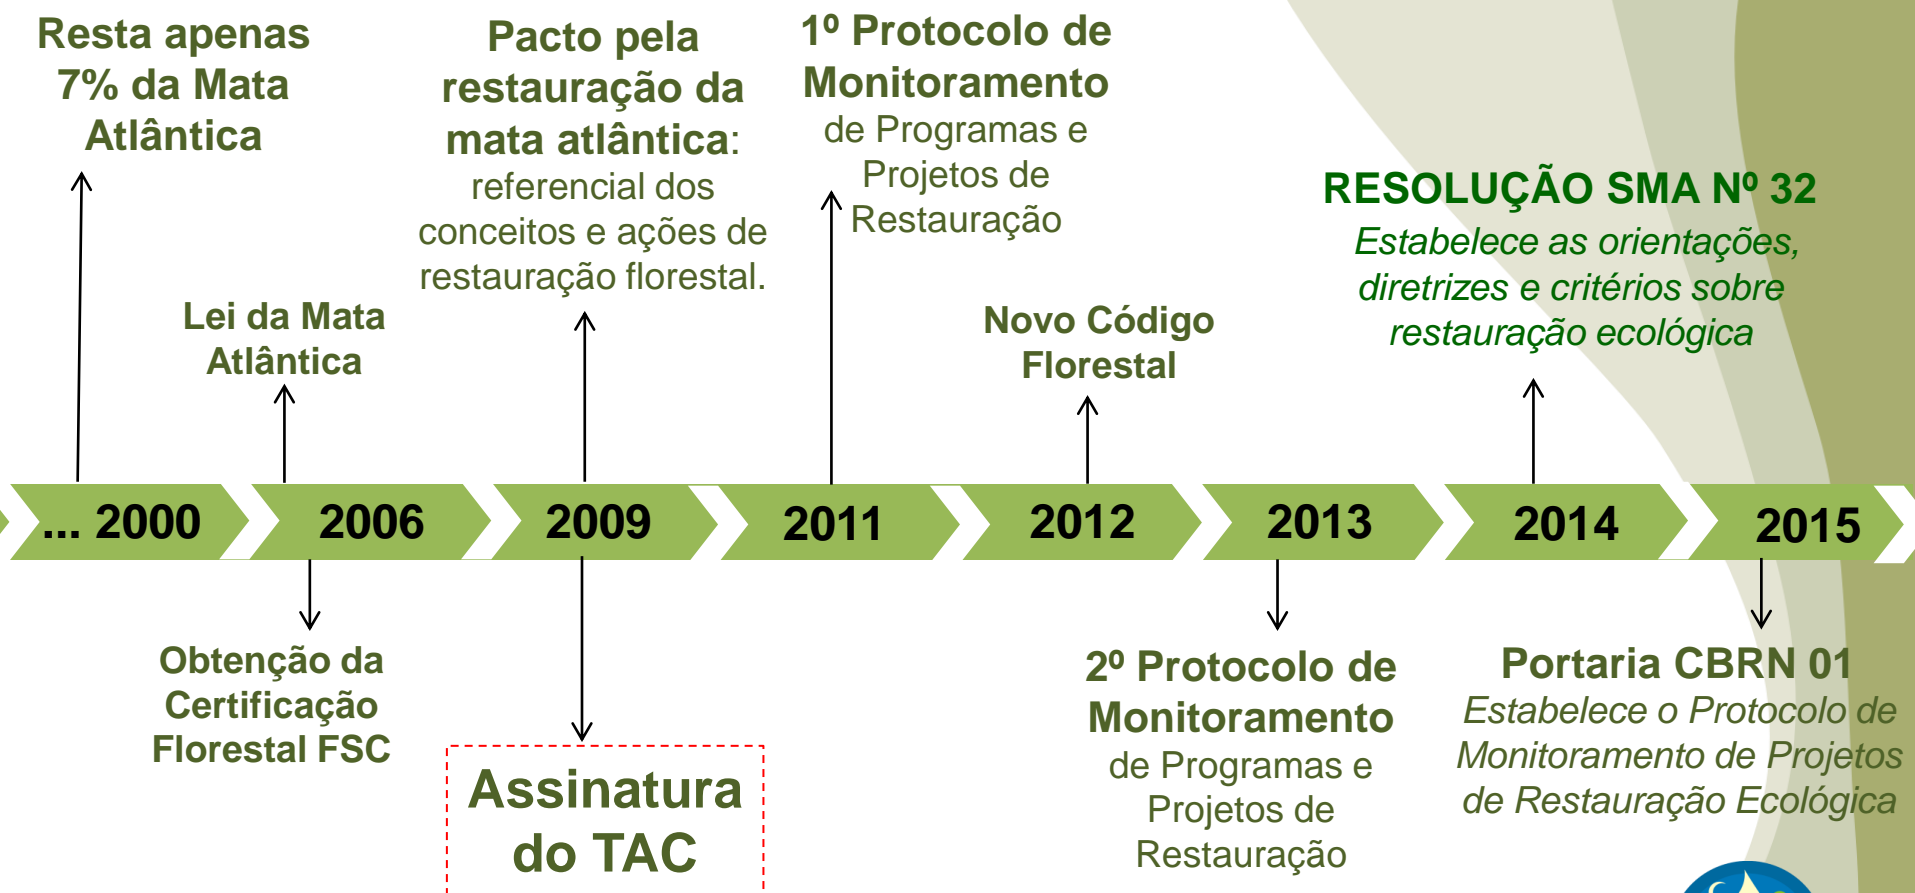 Resta apenas
7% da Mata
Atlântica
Pacto pela
restauração da
mata atlântica:
referencial dos
conceitos e ações de
restauração florestal.
1º Protocolo de
Monitoramento
de Programas e
Projetos de
Restauração
RESOLUÇÃO SMA Nº 32
Estabelece as orientações,
diretrizes e critérios sobre
restauração ecológica
Lei da Mata
Atlântica
Novo Código
Florestal
... 2000
2006
2009
2011
2012
2013
2014
2015
Obtenção da
Certificação
Florestal FSC
Assinatura
do TAC
2º Protocolo de
Monitoramento
de Programas e
Projetos de
Restauração
Portaria CBRN 01
Estabelece o Protocolo de
Monitoramento de Projetos
de Restauração Ecológica